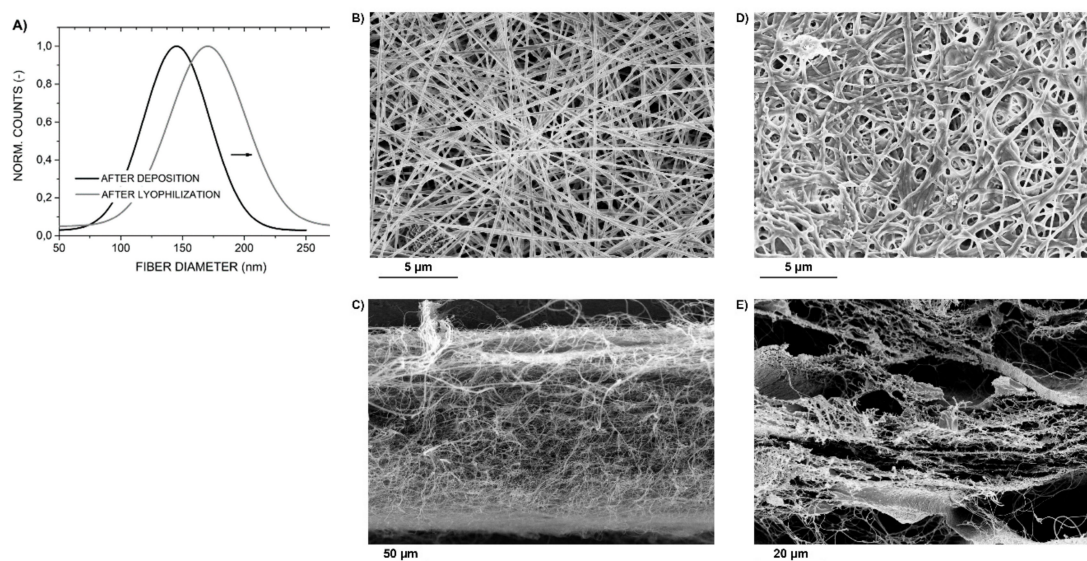 A)
NORM. COUNTS (-)
1,0
0,8
0,6
0,4
0,2
0,0
AFTER DEPOSITION
AFTER LYOPHILIZATION
50 100 150 200 250
FIBER DIAMETER (nm)
B)
5 µm
D)
5 µm
C)
50 µm
E)
20 µm